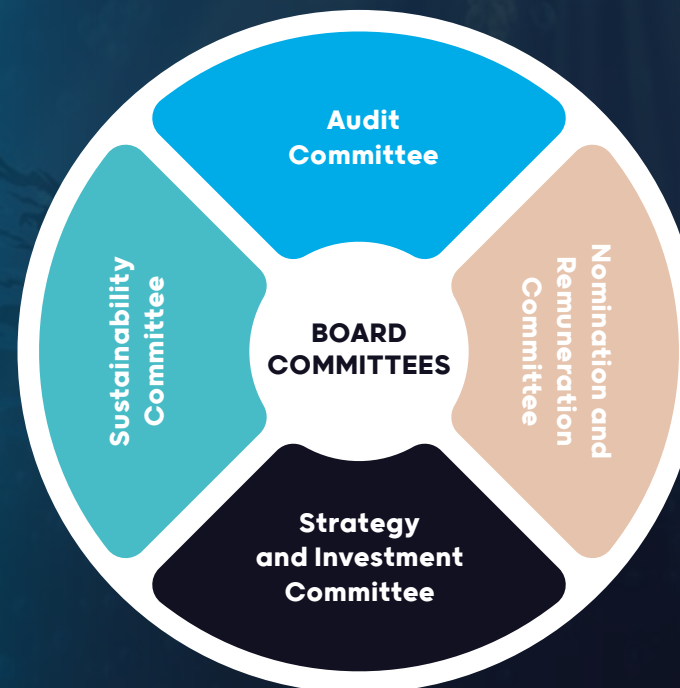 Audit
Committee
Nomination and
Remuneration
Committee
Strategy
and Investment
Committee
Sustainability
Committee
BOARD
COMMITTEES